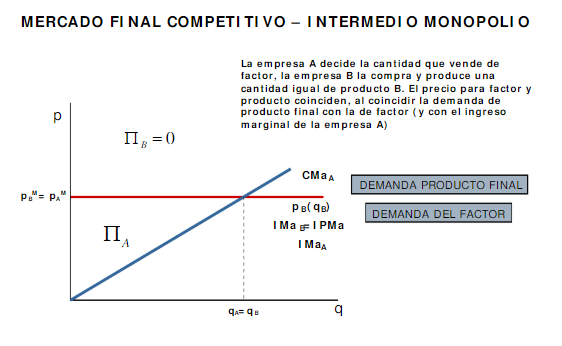 MERCADO FINAL COMPETITIVO – INTERMEDIO MONOPOLIO
La empresa A decide la cantidad que vende de
factor, la empresa B la compra y produce una
cantidad igual de producto B. El precio para factor y
producto coinciden, al coincidir la demanda de
producto final con la de factor (y con el ingreso
marginal de la empresa A)
p
Π_B = 0
CMa_A
DEMANDA PRODUCTO FINAL
p_B^M = p_A^M
p_B(q_B)
DEMANDA DEL FACTOR
IMa_B = IPMa
Π_A
IMa_A
q_A = q_B
q